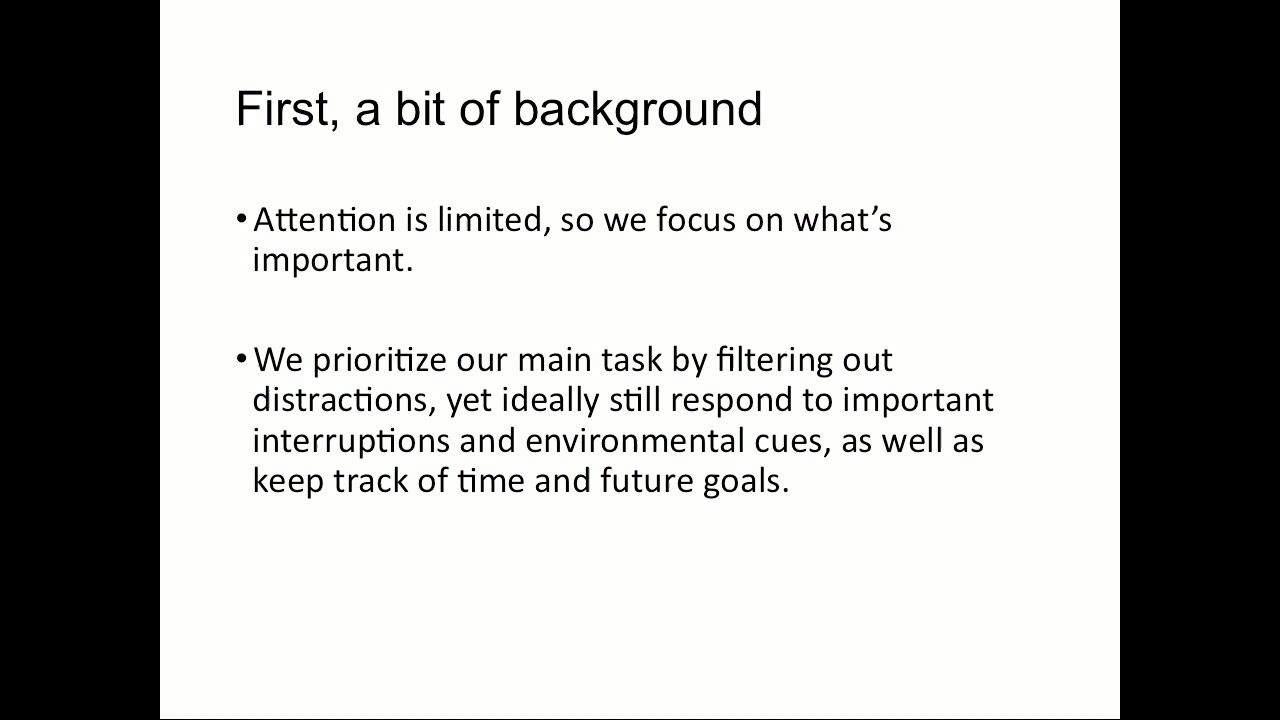 First, a bit of background
•Attention is limited, so we focus on what’s
important.
•We prioritize our main task by filtering out
distractions, yet ideally still respond to important
interruptions and environmental cues, as well as
keep track of time and future goals.